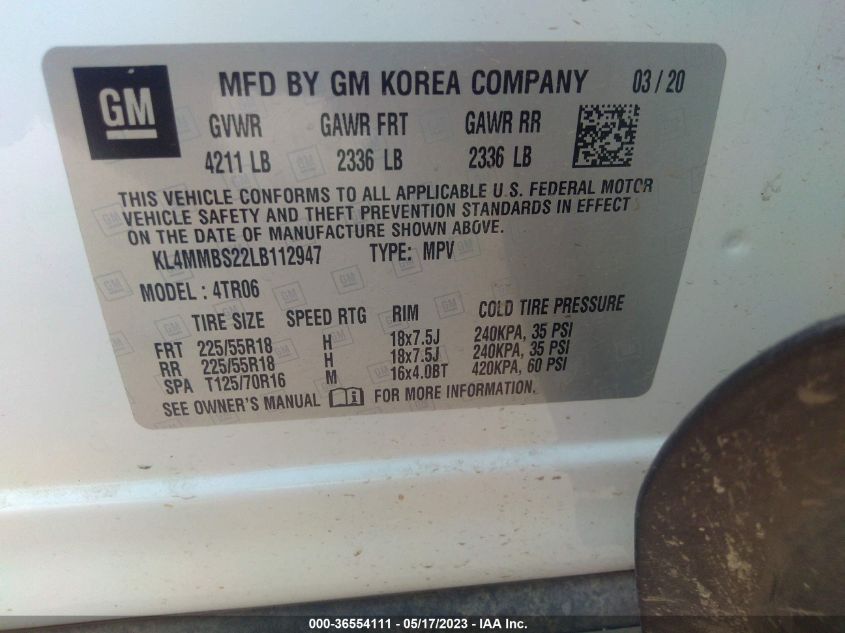 GM MFD BY GM KOREA COMPANY 03/20
GVWR GAWR FRT GAWR RR
4211 LB 2336 LB 2336 LB
THIS VEHICLE CONFORMS TO ALL APPLICABLE U.S. FEDERAL MOTOR
VEHICLE SAFETY AND THEFT PREVENTION STANDARDS IN EFFECT
ON THE DATE OF MANUFACTURE SHOWN ABOVE.
KL4MMBS22LB112947 TYPE: MPV
MODEL: 4TR06
TIRE SIZE SPEED RTG RIM COLD TIRE PRESSURE
FRT 225/55R18 H 18x7.5J 240KPA, 35 PSI
RR 225/55R18 H 18x7.5J 240KPA, 35 PSI
SPA T125/70R16 M 16x4.0BT 420KPA, 60 PSI
SEE OWNER'S MANUAL FOR MORE INFORMATION.
000-36554111 - 05/17/2023 - IAA Inc.